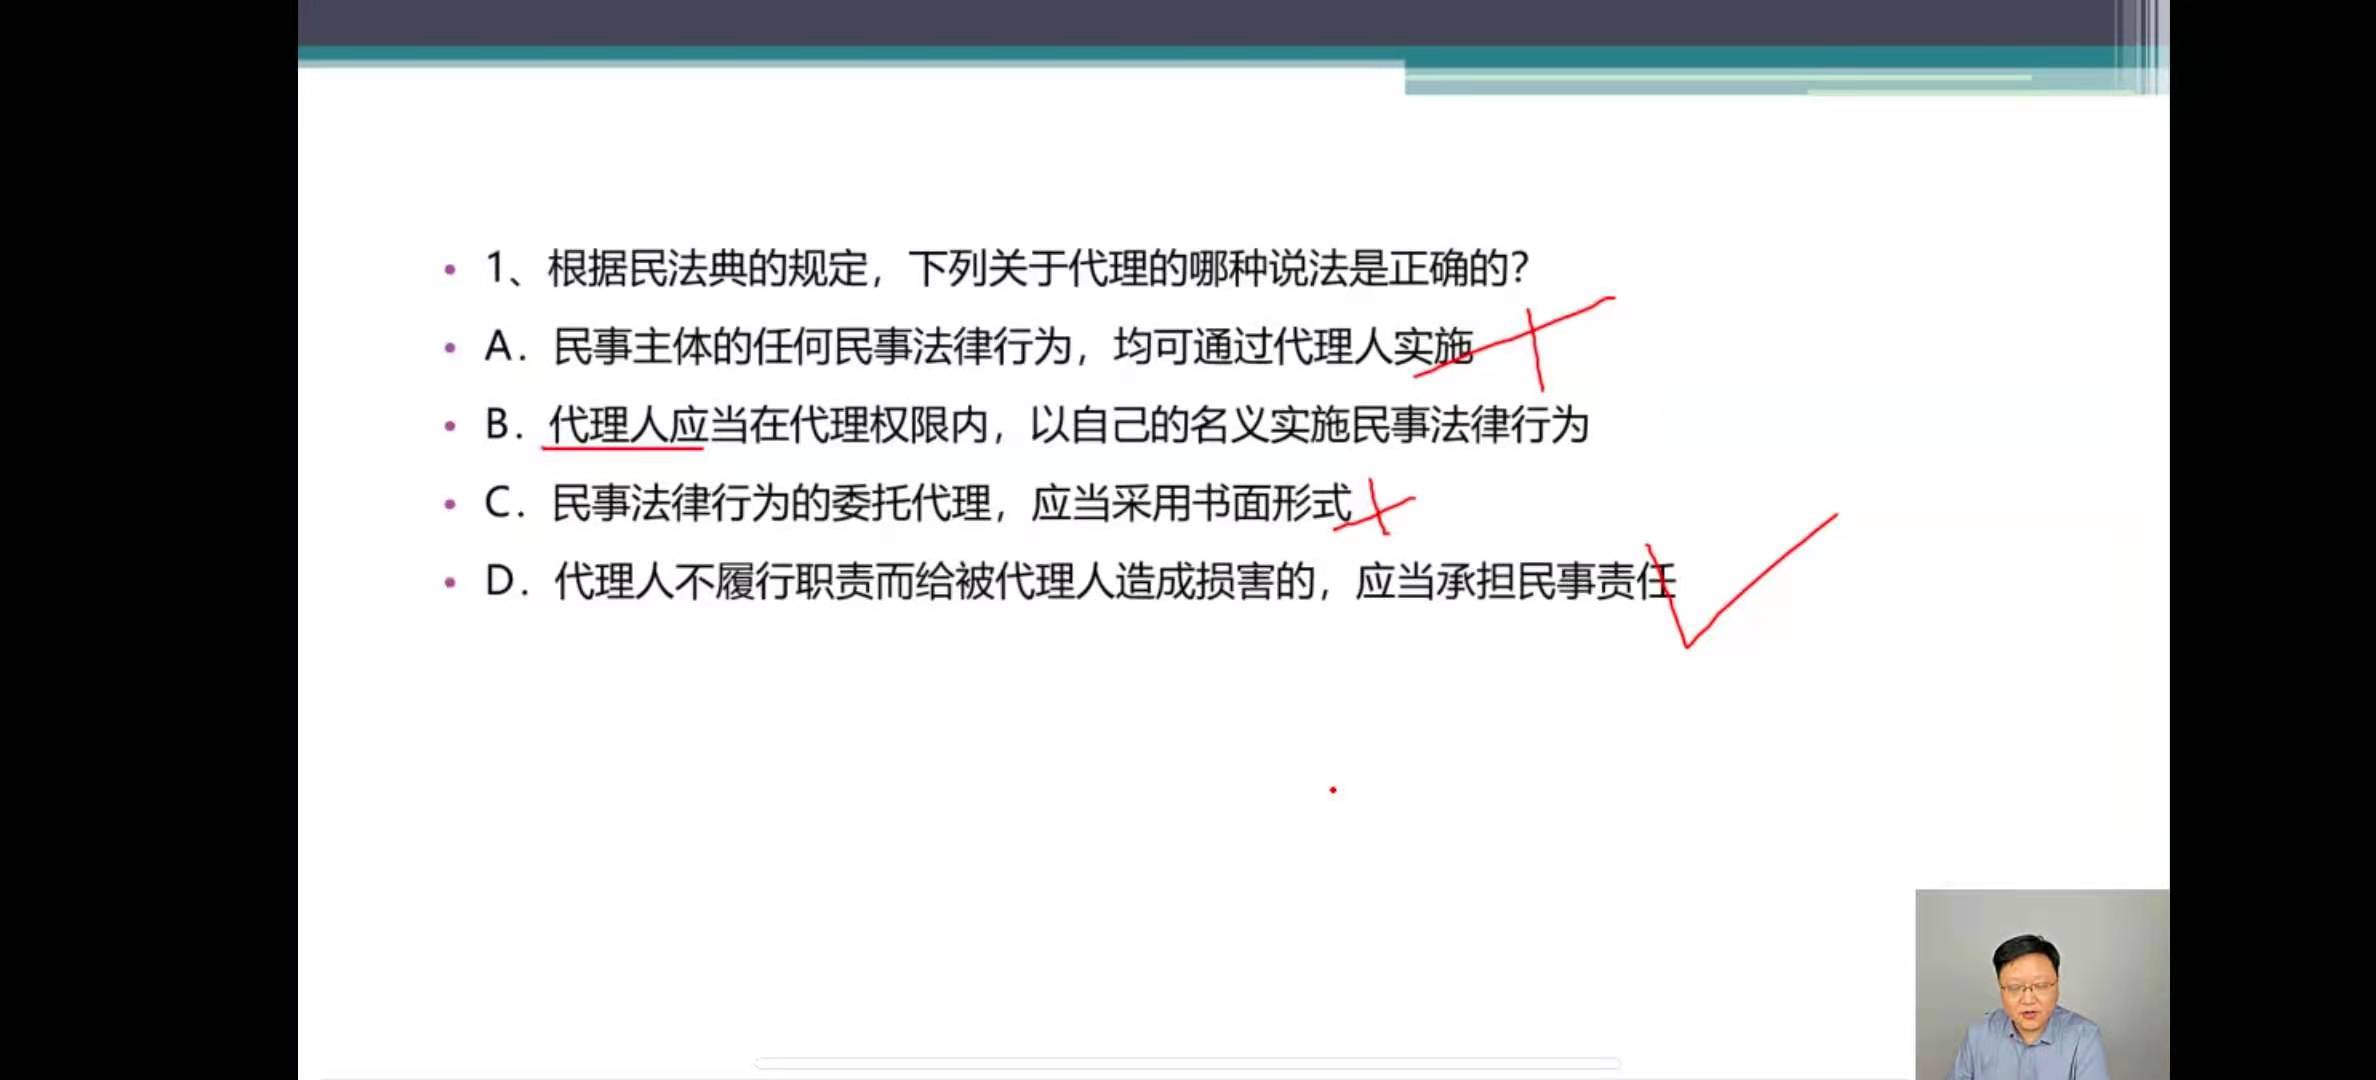 1、根据民法典的规定，下列关于代理的哪种说法是正确的？
A．民事主体的任何民事法律行为，均可通过代理人实施
B．代理人应当在代理权限内，以自己的名义实施民事法律行为
C．民事法律行为的委托代理，应当采用书面形式
D．代理人不履行职责而给被代理人造成损害的，应当承担民事责任